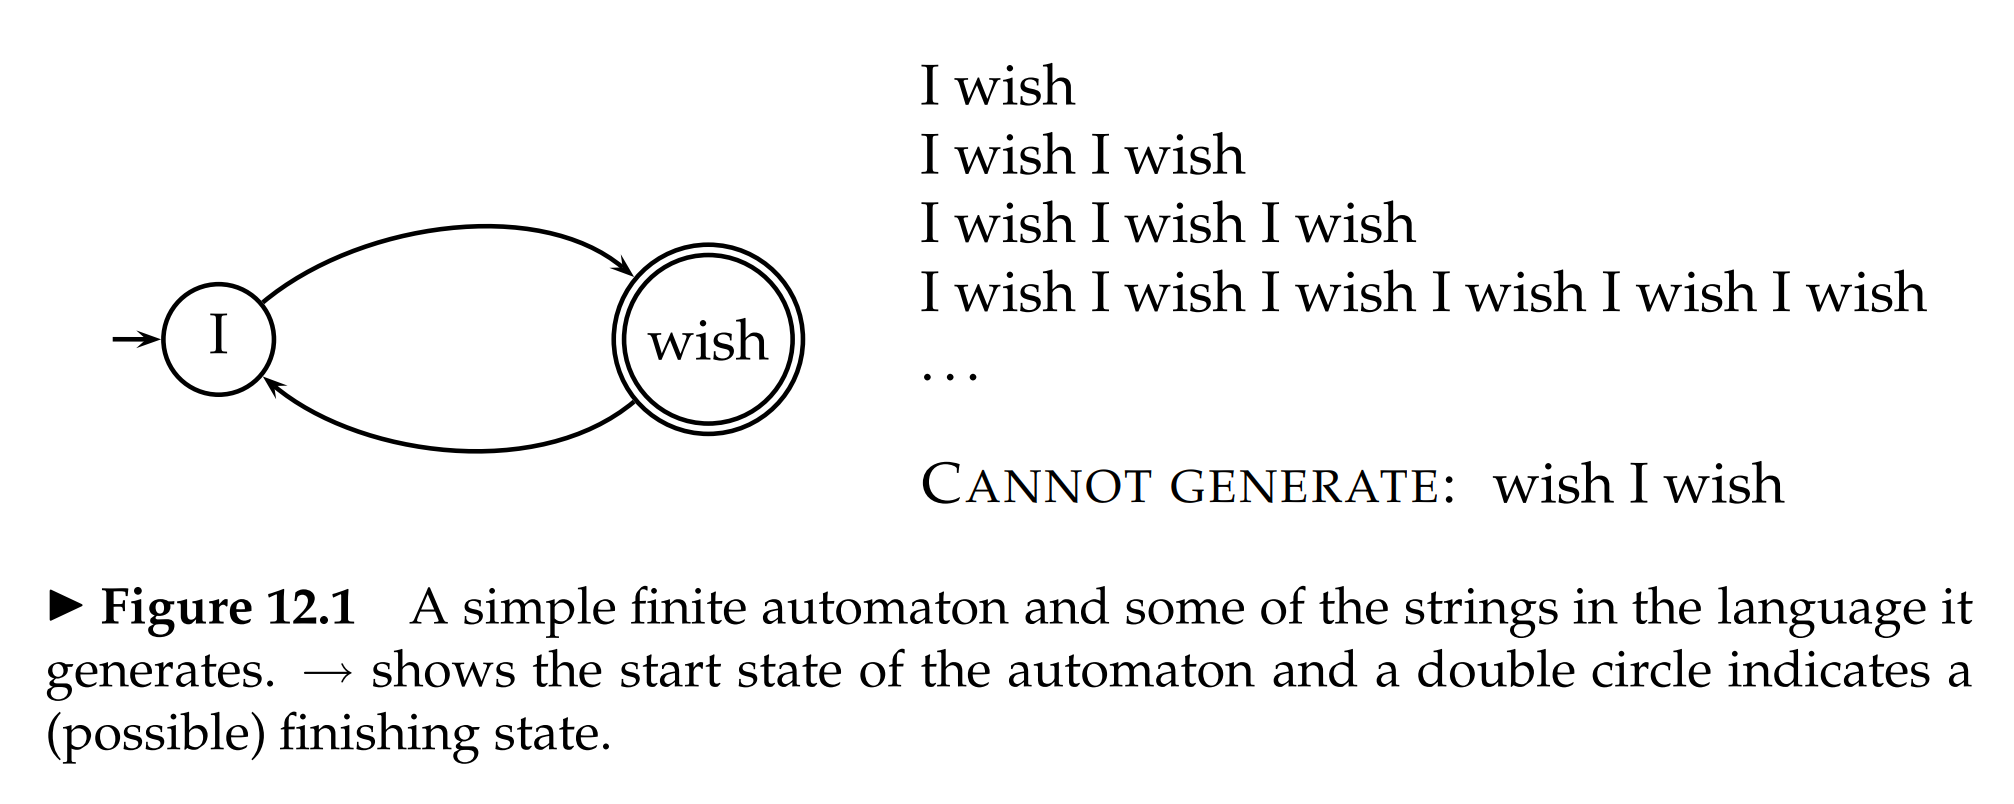 I
wish
I wish
I wish I wish
I wish I wish I wish
I wish I wish I wish I wish I wish I wish
...
CANNOT GENERATE: wish I wish
► Figure 12.1 A simple finite automaton and some of the strings in the language it
generates. → shows the start state of the automaton and a double circle indicates a
(possible) finishing state.